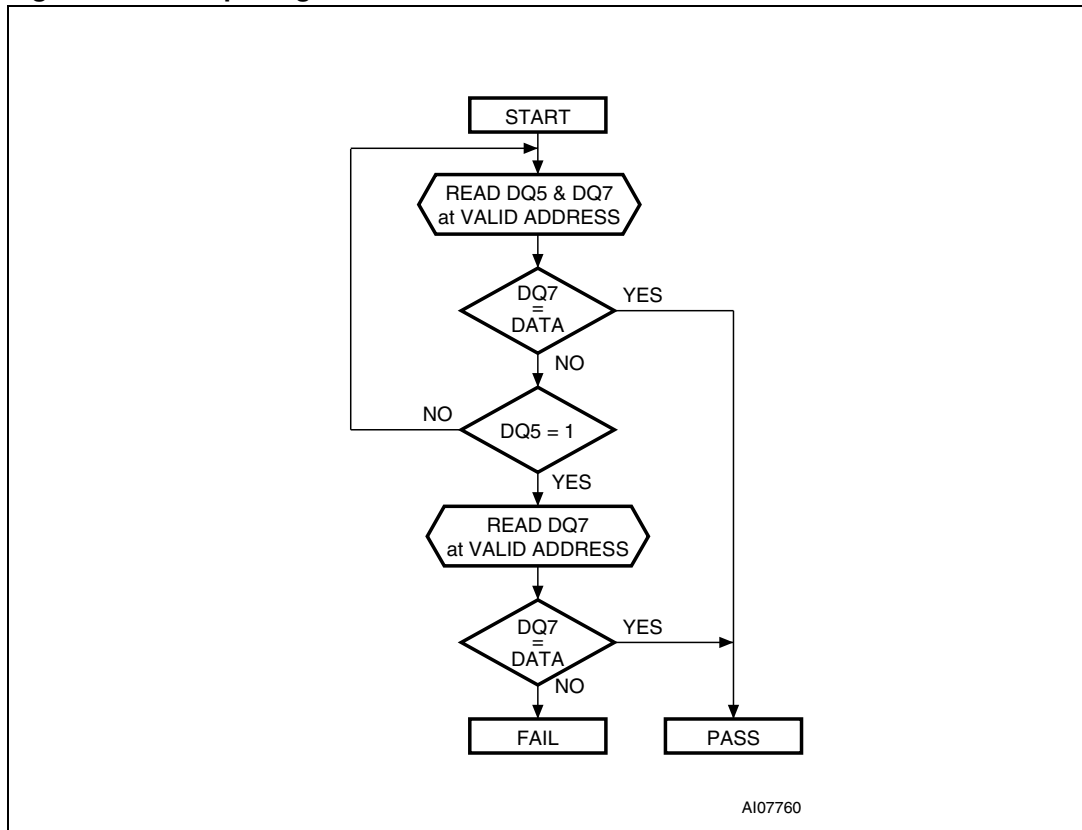 START
READ DQ5 & DQ7
at VALID ADDRESS
DQ7
=
DATA
YES
NO
DQ5 = 1
NO
YES
READ DQ7
at VALID ADDRESS
DQ7
=
DATA
YES
NO
FAIL
PASS
AI07760